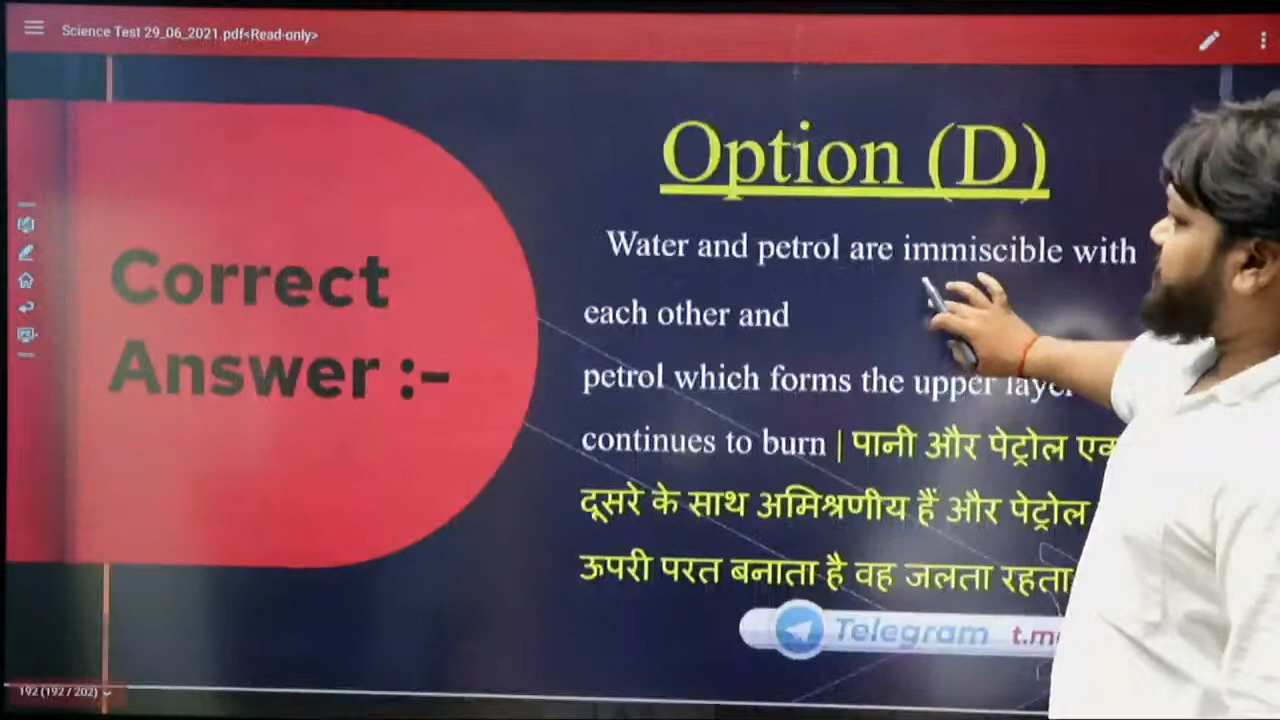 Science Test 29_06_2021.pdf<Read-only>
Option (D)
Correct
Answer :-
Water and petrol are immiscible with
each other and
petrol which forms the upper layer
continues to burn | पानी और पेट्रोल एक
दूसरे के साथ अमिश्रणीय हैं और पेट्रोल
ऊपरी परत बनाता है वह जलता रहता
Telegram t.m
192 (192 / 202)